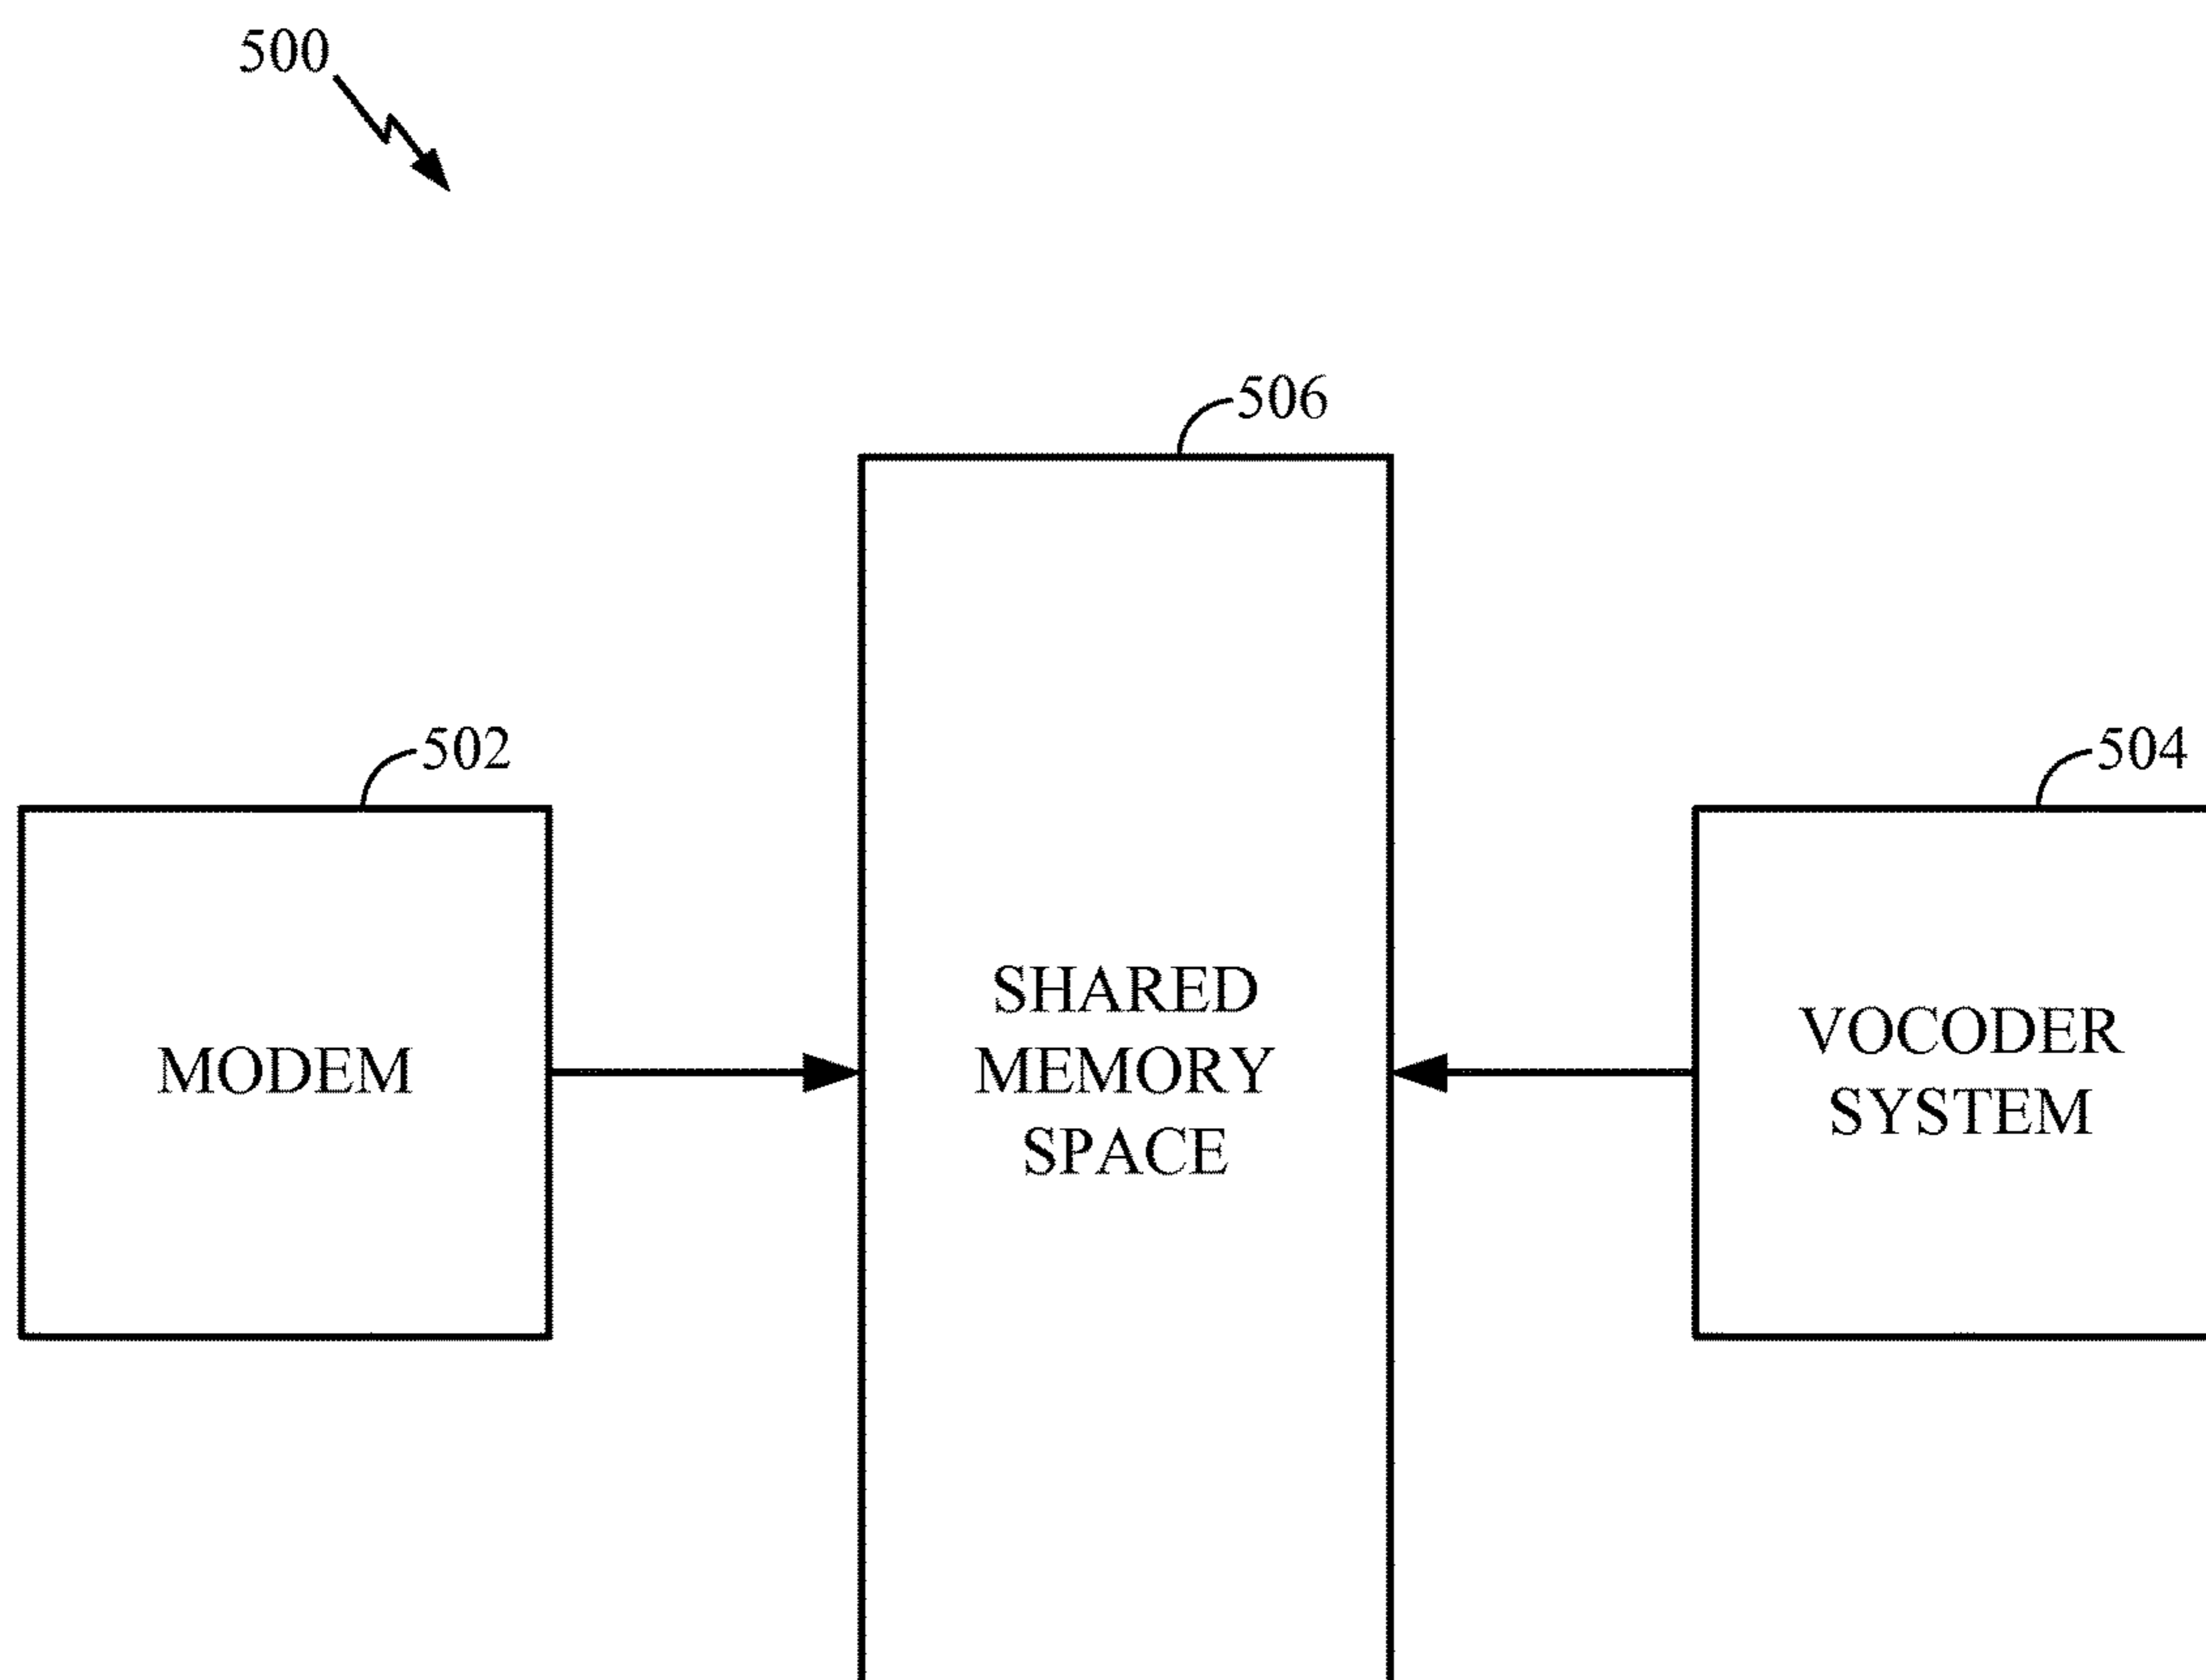 500
506
502
504
MODEM
SHARED
MEMORY
SPACE
VOCODER
SYSTEM